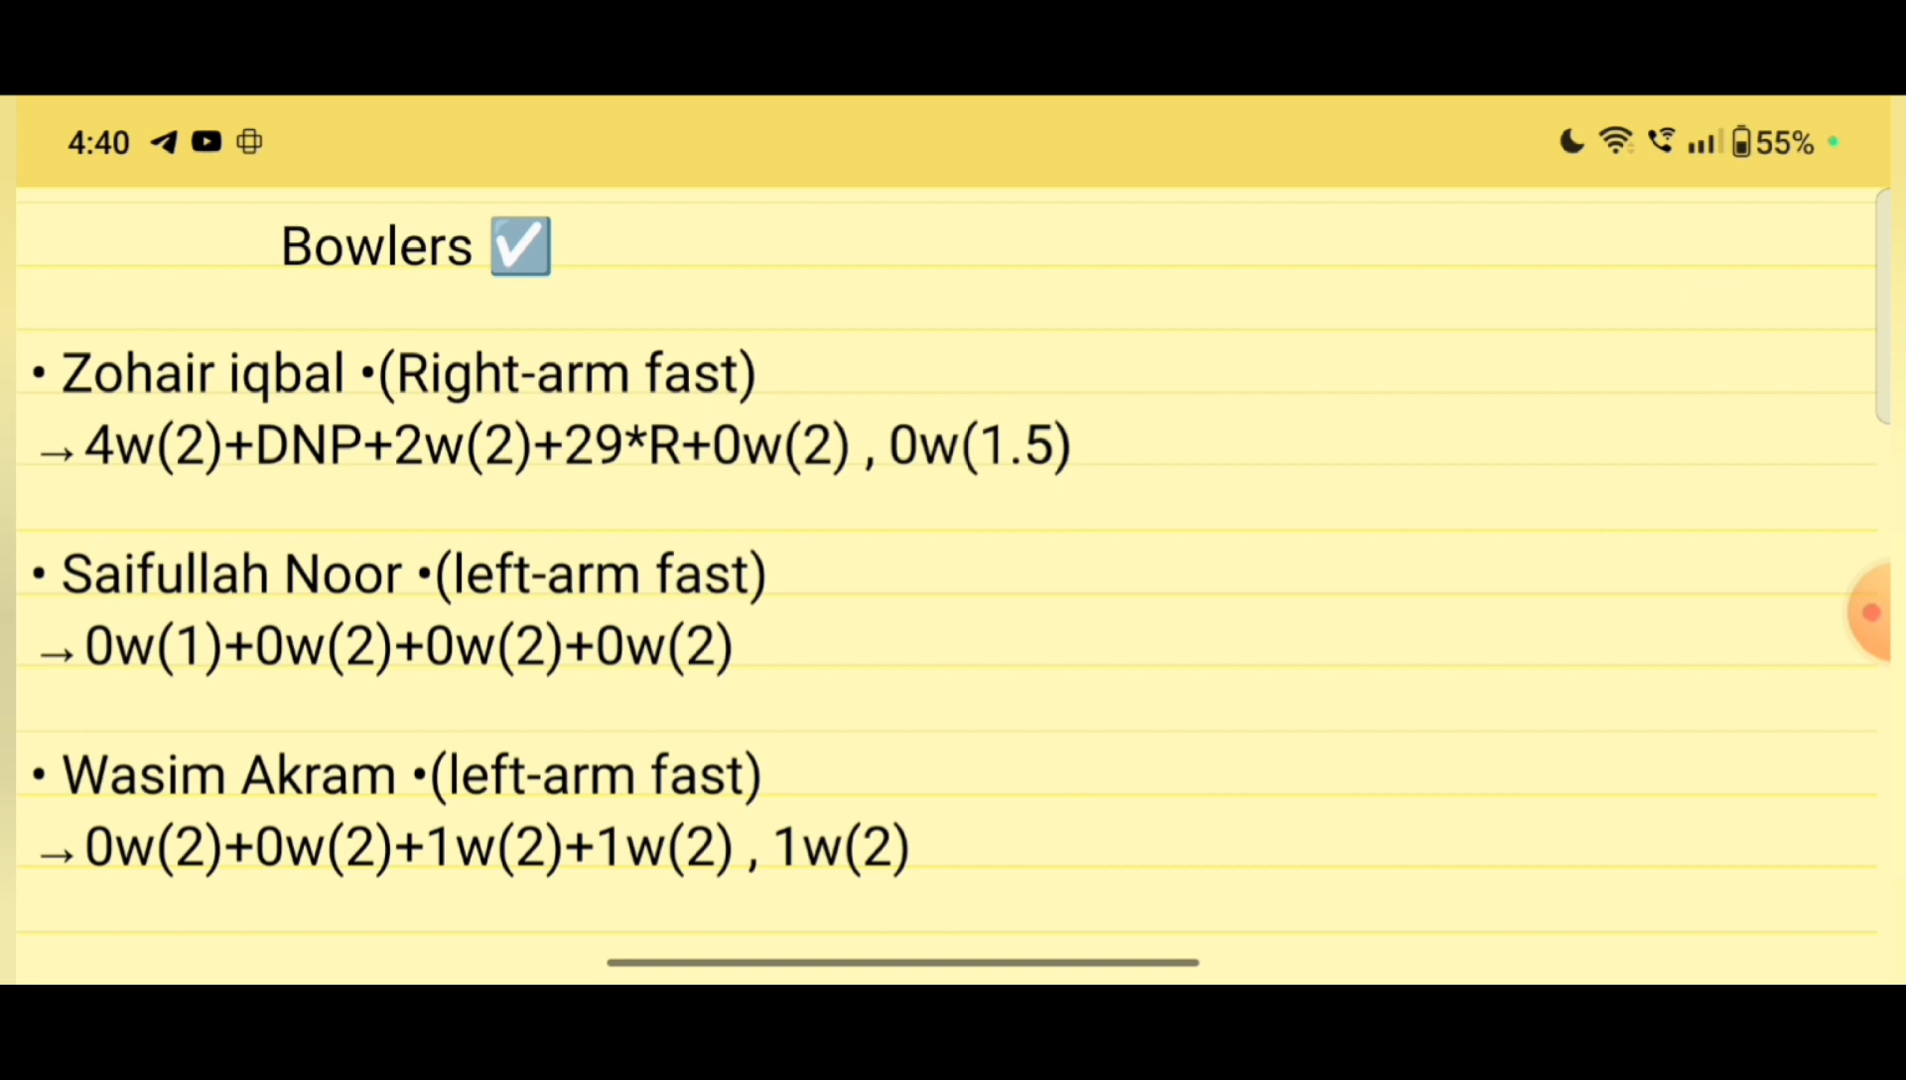 4:40 55%
Bowlers ☑
• Zohair iqbal •(Right-arm fast)
→4w(2)+DNP+2w(2)+29*R+0w(2) , 0w(1.5)
• Saifullah Noor •(left-arm fast)
→0w(1)+0w(2)+0w(2)+0w(2)
• Wasim Akram •(left-arm fast)
→0w(2)+0w(2)+1w(2)+1w(2) , 1w(2)